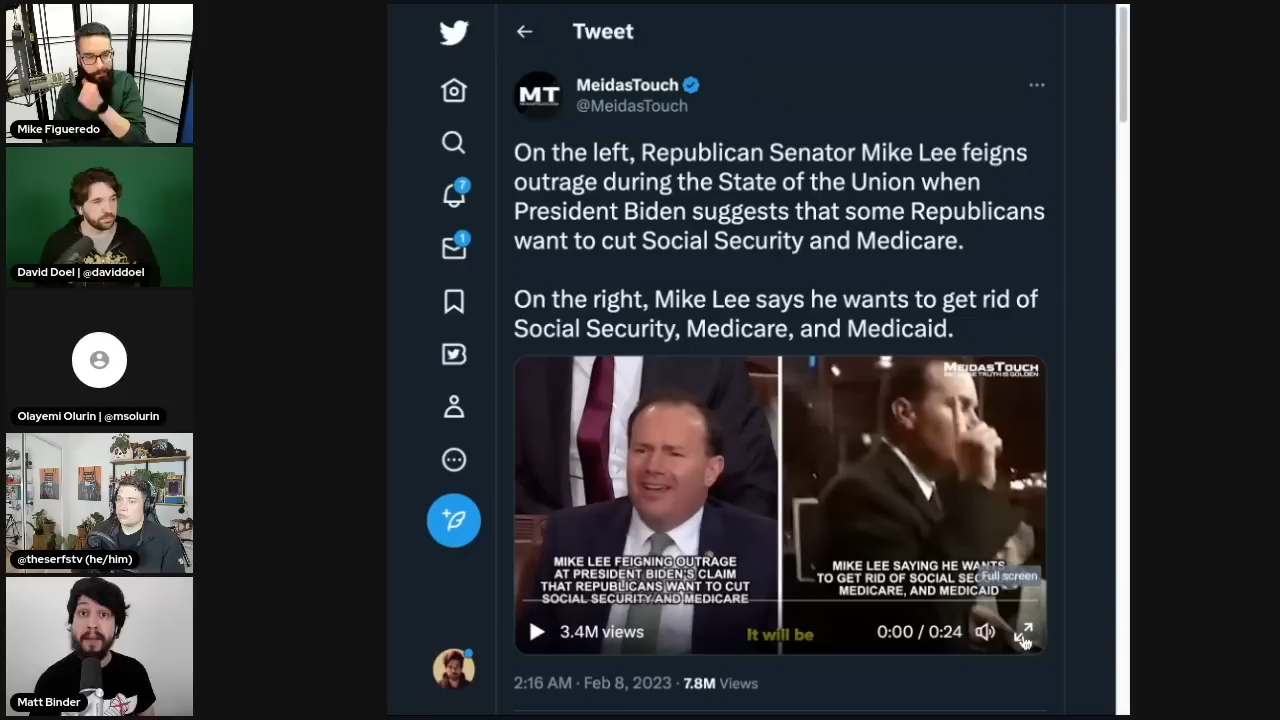 Mike Figueredo
David Doel | @daviddoel
Olayemi Olurin | @msolurin
@theserfstv (he/him)
Matt Binder
Tweet
MT
MeidasTouch
@MeidasTouch
7
1
On the left, Republican Senator Mike Lee feigns
outrage during the State of the Union when
President Biden suggests that some Republicans
want to cut Social Security and Medicare.
On the right, Mike Lee says he wants to get rid of
Social Security, Medicare, and Medicaid.
MEIDASTOUCH
MIKE LEE FEIGNING OUTRAGE
AT PRESIDENT BIDEN'S CLAIM
THAT REPUBLICANS WANT TO CUT
SOCIAL SECURITY AND MEDICARE
MIKE LEE SAYING HE WANTS
TO GET RID OF SOCIAL
MEDICARE, AND MEDICAID
Full screen
3.4M views
It will be
0:00 / 0:24
2:16 AM · Feb 8, 2023 · 7.8M Views